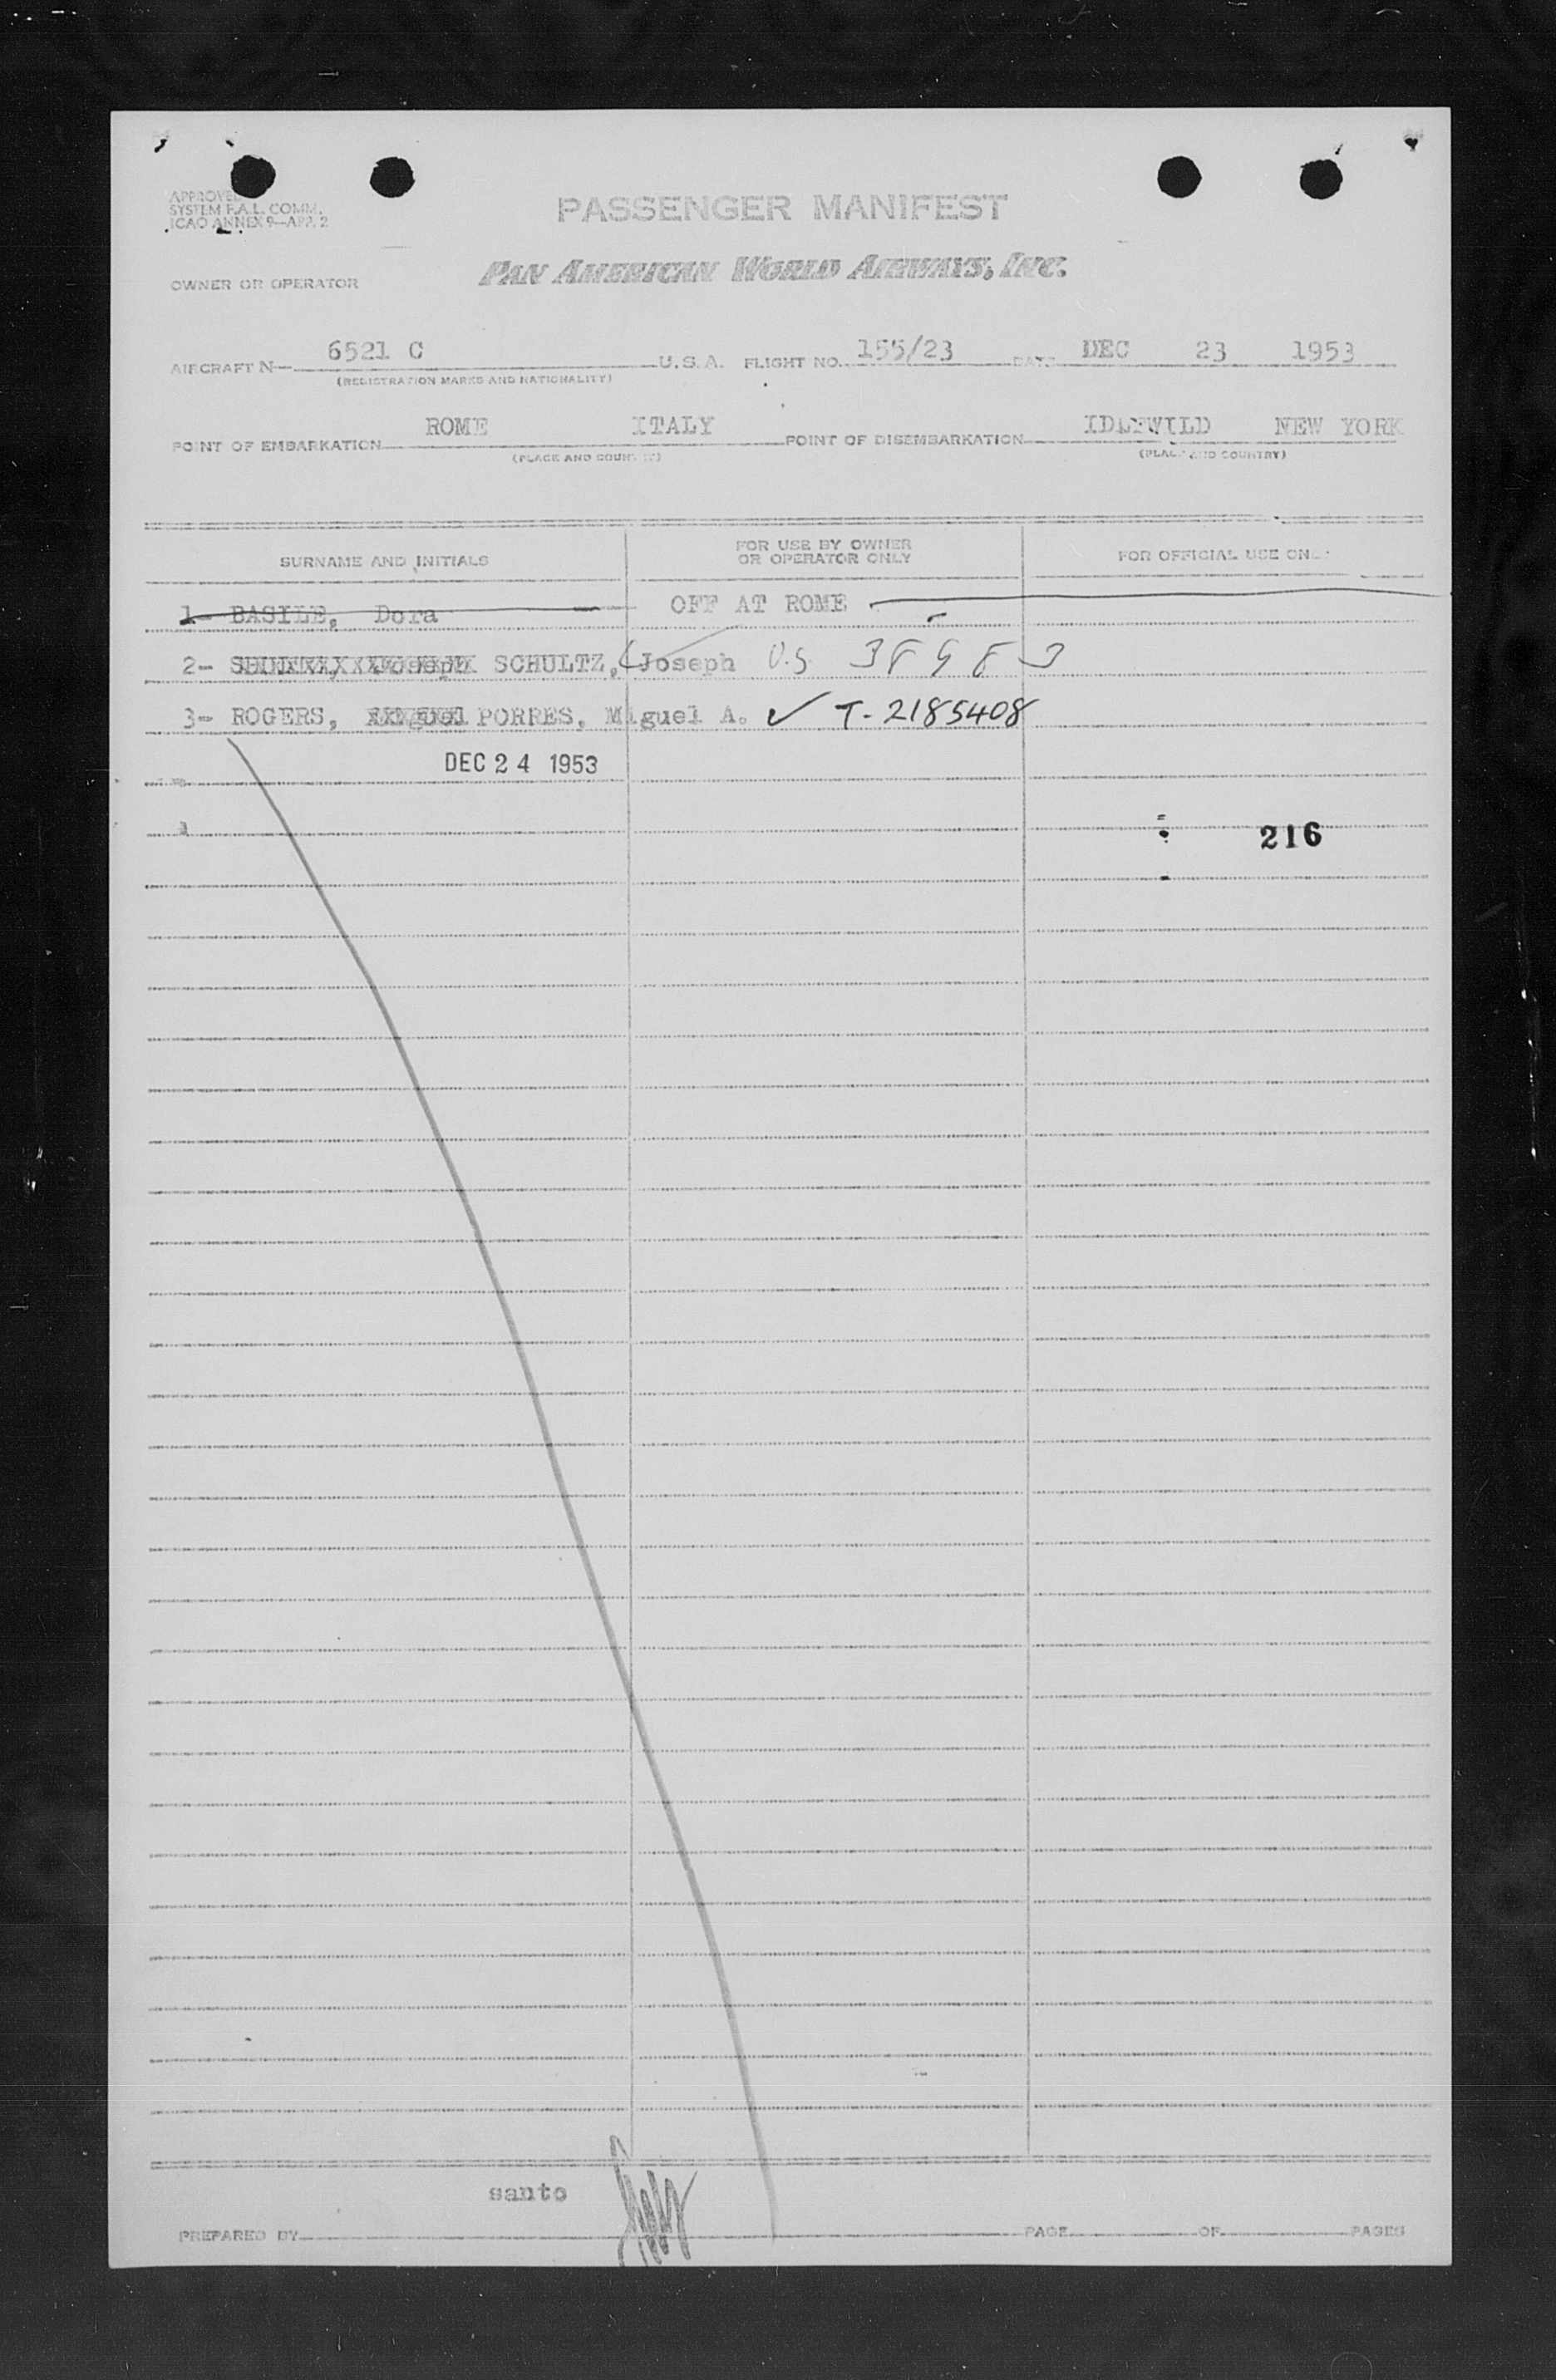 APPROVED
SYSTEM F.A.L. COMM.
ICAO ANNEX 9—APP. 2
PASSENGER MANIFEST
OWNER OR OPERATOR PAN AMERICAN WORLD AIRWAYS, INC.
AIRCRAFT N— 6521 C U.S.A. FLIGHT NO. 155/23 DATE DEC 23 1953
(REGISTRATION MARKS AND NATIONALITY)
POINT OF EMBARKATION ROME ITALY POINT OF DISEMBARKATION IDLEWILD NEW YORK
(PLACE AND COUNTRY) (PLACE AND COUNTRY)
SURNAME AND INITIALS FOR USE BY OWNER OR OPERATOR ONLY FOR OFFICIAL USE ONLY
1- BASILE, Dora OFF AT ROME
2- SCHULTZ, Joseph U.S
3- ROGERS, PORRES, Miguel A. ✓ T-2185408
DEC 24 1953
216
santo
PREPARED BY PAGE OF PAGES